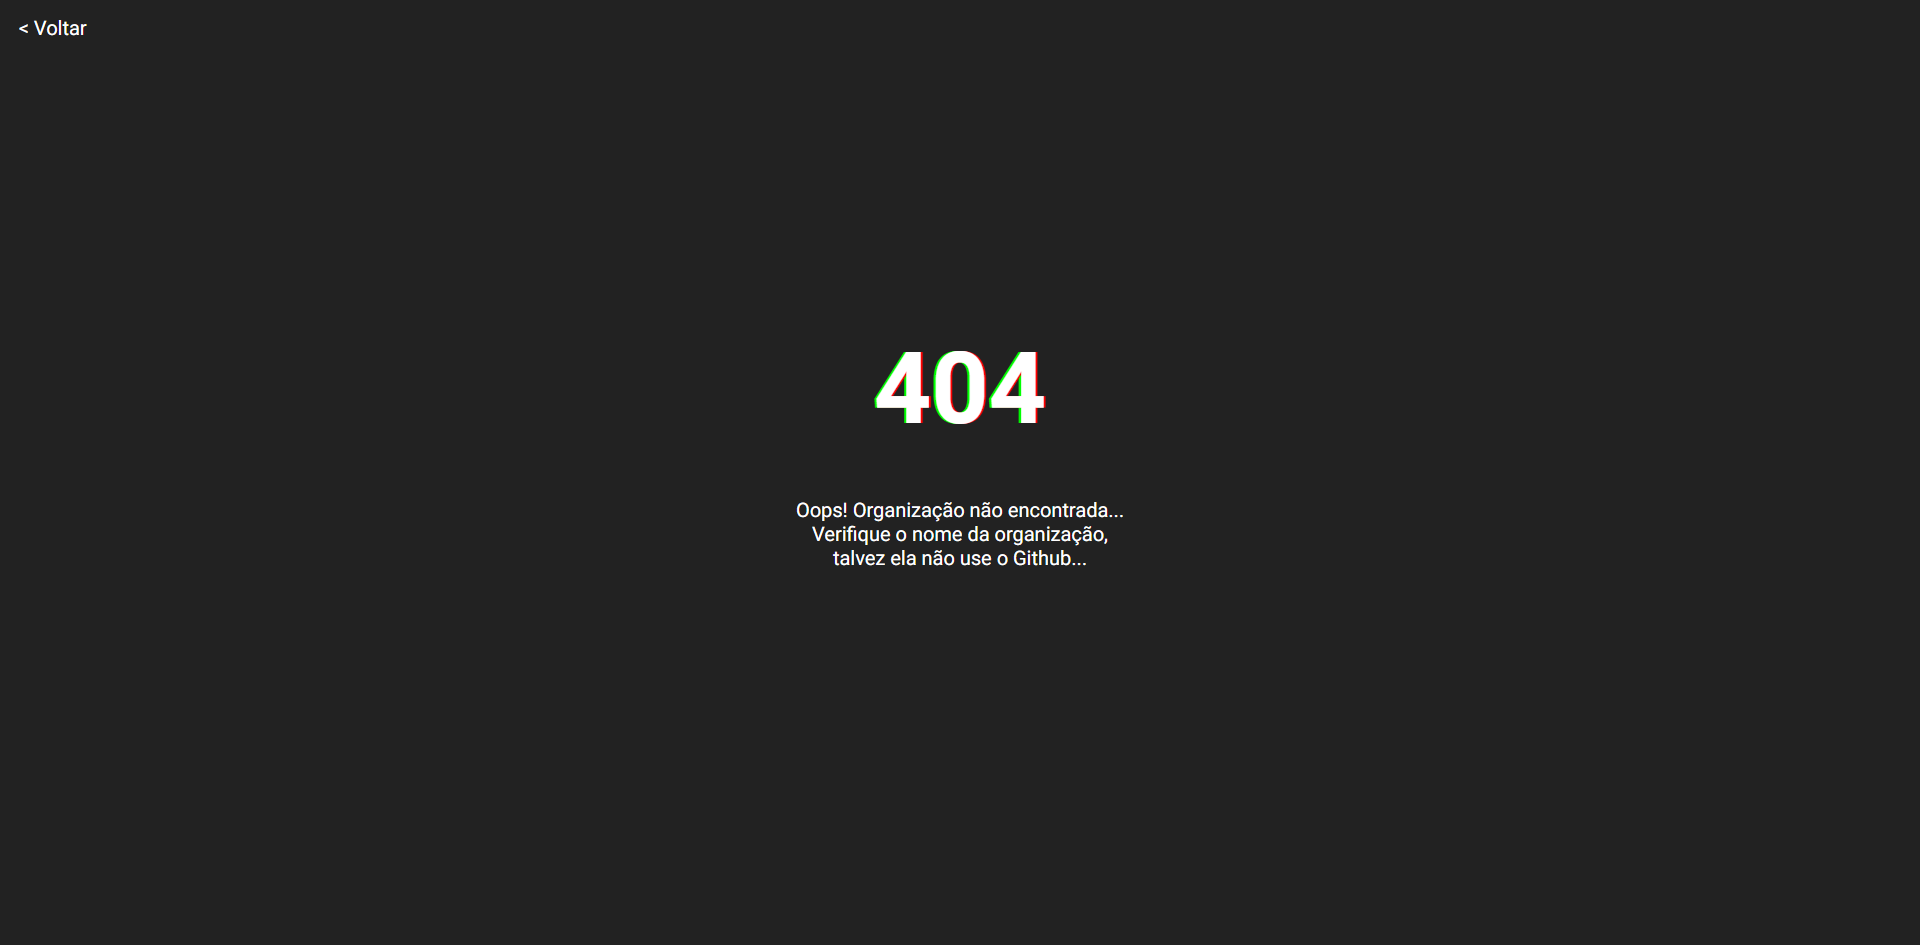 < Voltar
404
Oops! Organização não encontrada...
Verifique o nome da organização,
talvez ela não use o Github...